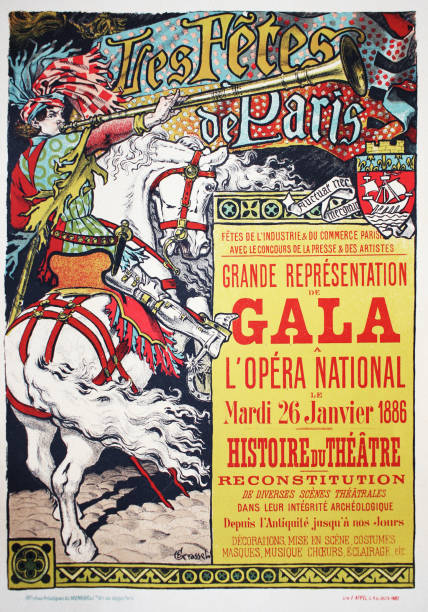 Les Fêtes
de Paris
Fluctuat nec
mergitur
FÊTES DE L'INDUSTRIE & DU COMMERCE PARIS
AVEC LE CONCOURS DE LA PRESSE & DES ARTISTES
GRANDE REPRÉSENTATION
DE
GALA
A
L'OPÉRA NATIONAL
LE
Mardi 26 Janvier 1886
HISTOIRE DU THÉÂTRE
RECONSTITUTION
DE DIVERSES SCÈNES THÉÂTRALES
DANS LEUR INTÉGRITÉ ARCHÉOLOGIQUE
Depuis l'Antiquité jusqu'à nos Jours
DÉCORATIONS, MISE EN SCÈNE, COSTUMES
MASQUES, MUSIQUE CHŒURS, ÉCLAIRAGE, etc
EGrasset